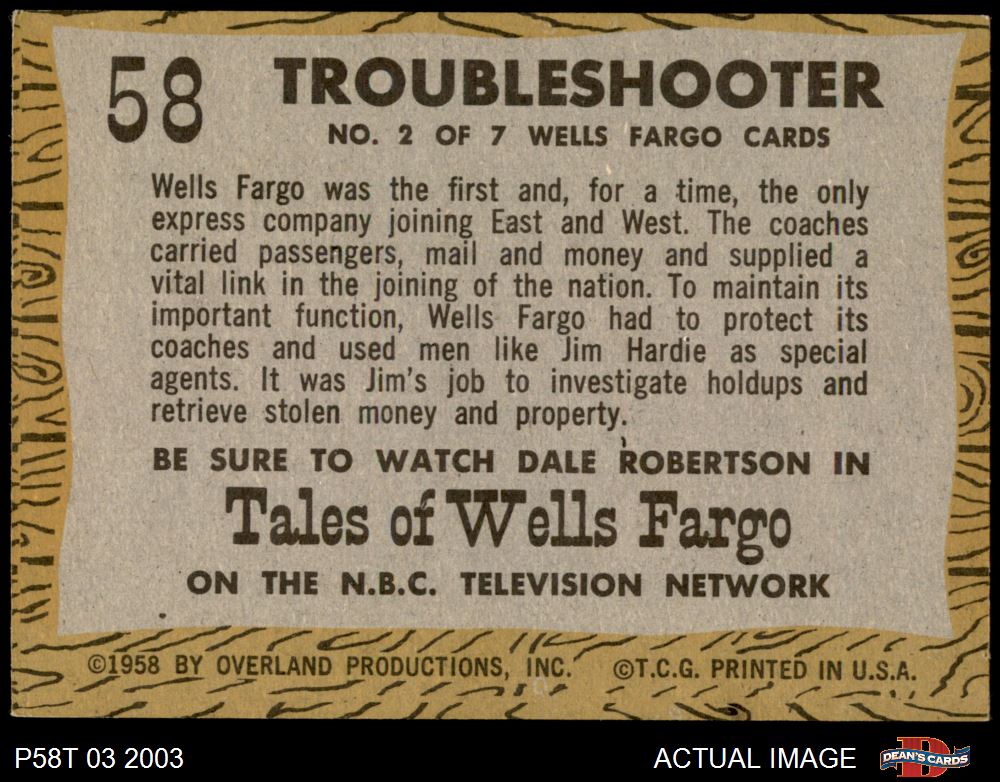 58
TROUBLESHOOTER
NO. 2 OF 7 WELLS FARGO CARDS
Wells Fargo was the first and, for a time, the only
express company joining East and West. The coaches
carried passengers, mail and money and supplied a
vital link in the joining of the nation. To maintain its
important function, Wells Fargo had to protect its
coaches and used men like Jim Hardie as special
agents. It was Jim's job to investigate holdups and
retrieve stolen money and property.
BE SURE TO WATCH DALE ROBERTSON IN
Tales of Wells Fargo
ON THE N.B.C. TELEVISION NETWORK
©1958 BY OVERLAND PRODUCTIONS, INC. ©T.C.G. PRINTED IN U.S.A.
P58T 03 2003
ACTUAL IMAGE
DEAN'S CARDS